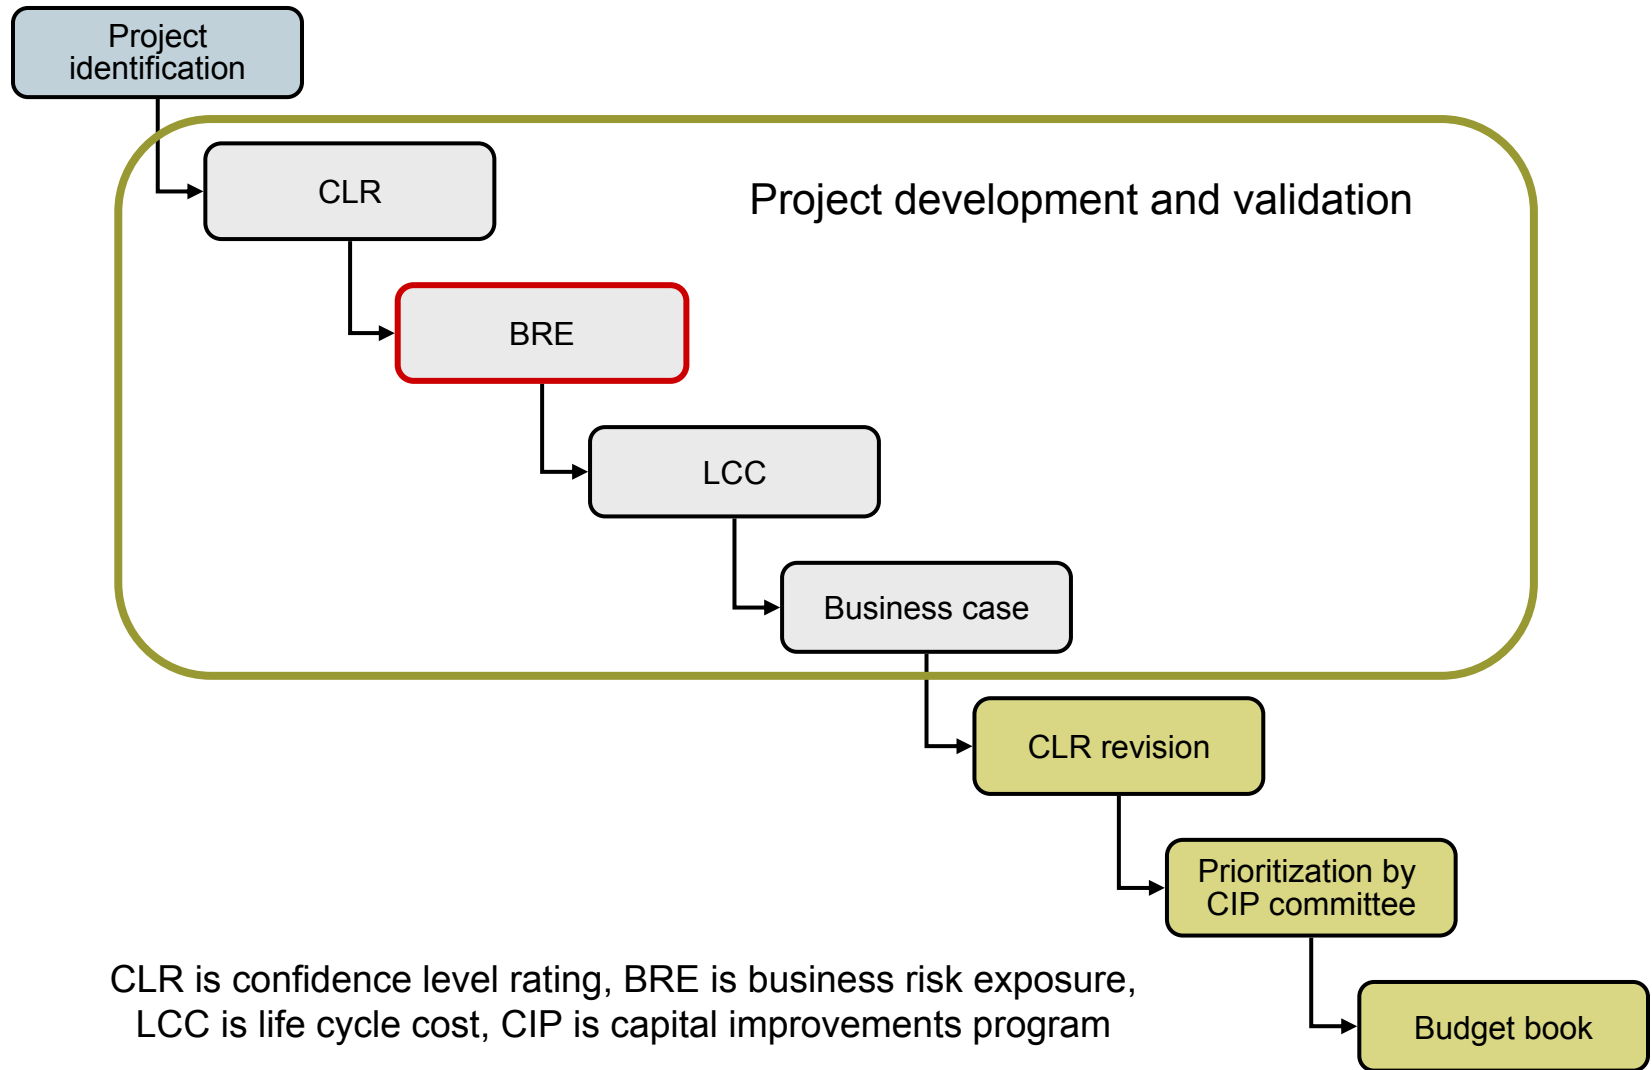 Project
identification
CLR
Project development and validation
BRE
LCC
Business case
CLR revision
Prioritization by
CIP committee
Budget book
CLR is confidence level rating, BRE is business risk exposure,
LCC is life cycle cost, CIP is capital improvements program